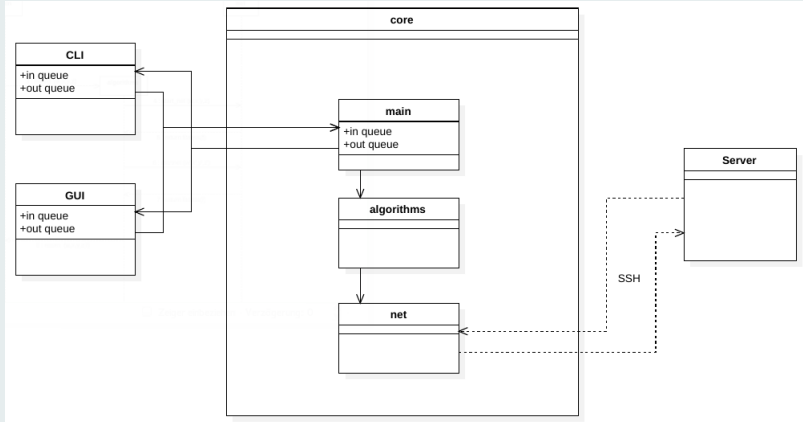 core
CLI
+in queue
+out queue
main
+in queue
+out queue
Server
GUI
+in queue
+out queue
algorithms
SSH
net